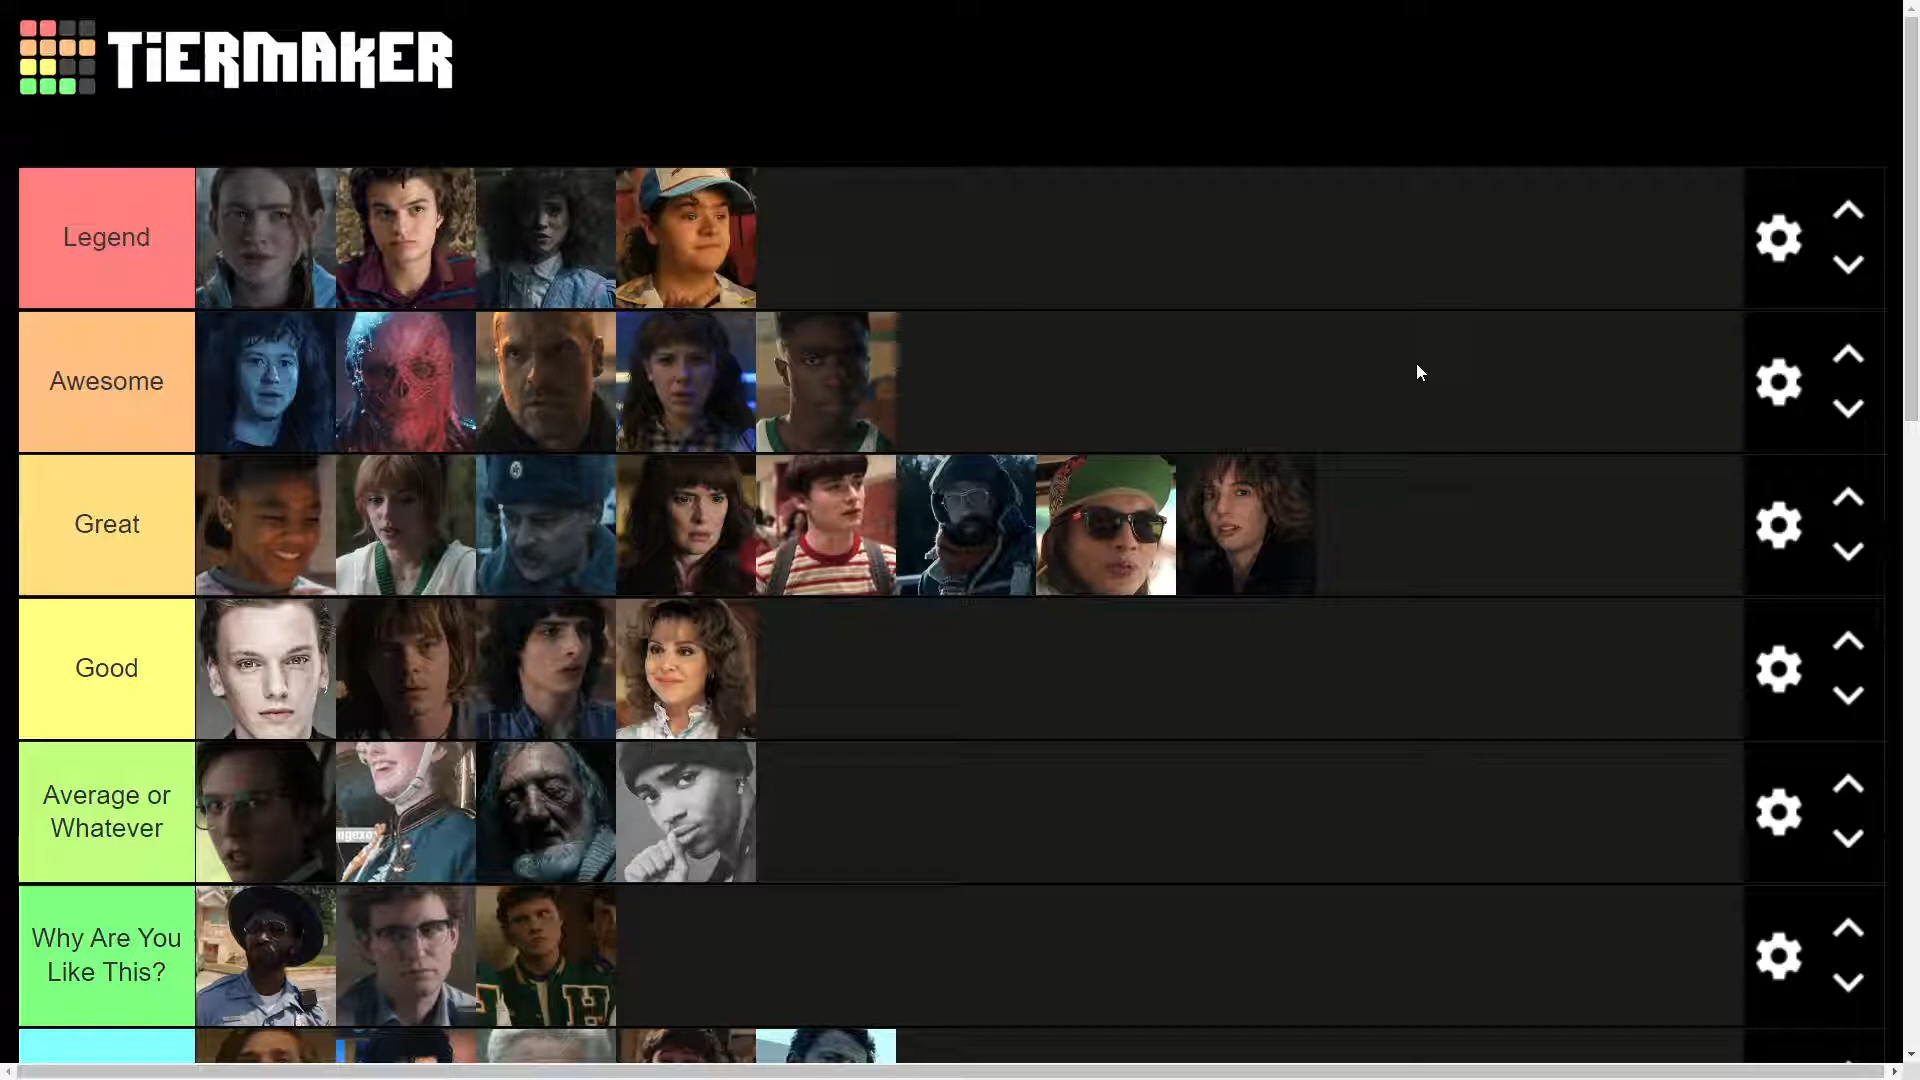 TiERMAKER
Legend
Awesome
Great
Good
Average or
Whatever
Why Are You
Like This?
H